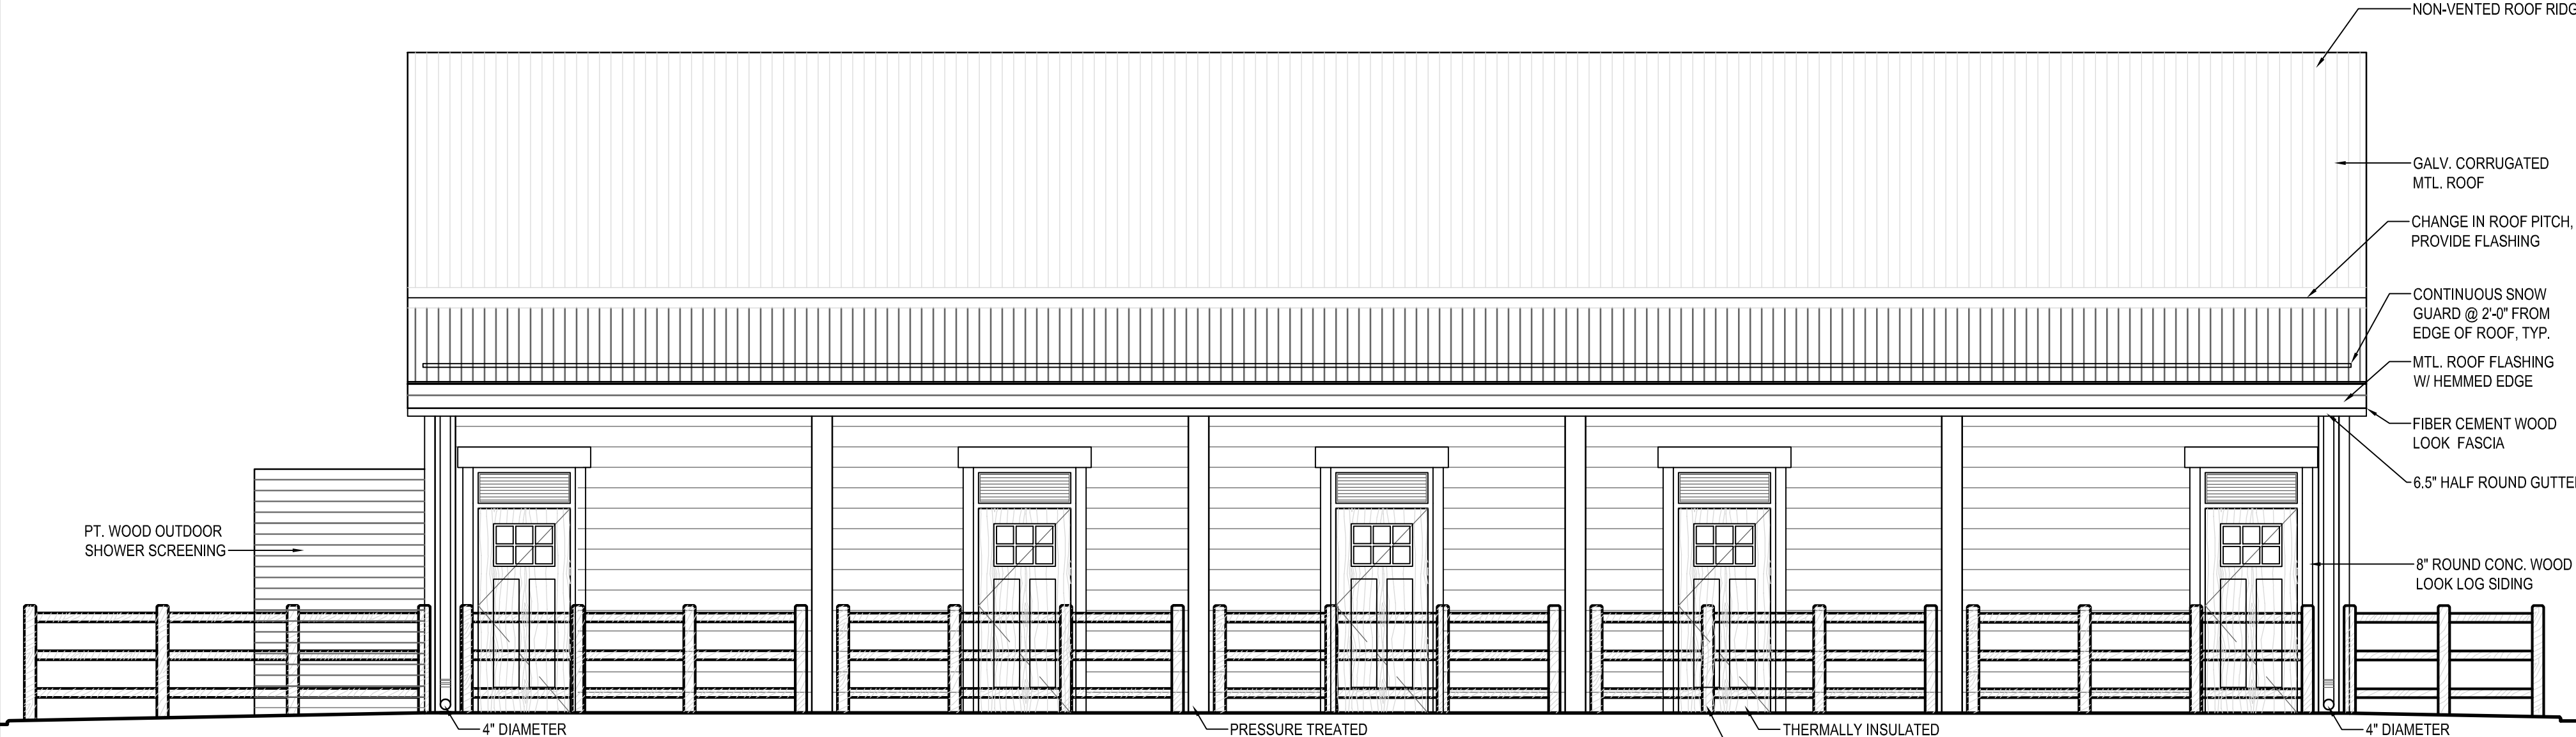 NON-VENTED ROOF RIDG
GALV. CORRUGATED
MTL. ROOF
CHANGE IN ROOF PITCH,
PROVIDE FLASHING
CONTINUOUS SNOW
GUARD @ 2'-0" FROM
EDGE OF ROOF, TYP.
MTL. ROOF FLASHING
W/ HEMMED EDGE
FIBER CEMENT WOOD
LOOK FASCIA
6.5" HALF ROUND GUTTE
PT. WOOD OUTDOOR
SHOWER SCREENING
8" ROUND CONC. WOOD
LOOK LOG SIDING
4" DIAMETER
PRESSURE TREATED
THERMALLY INSULATED
4" DIAMETER